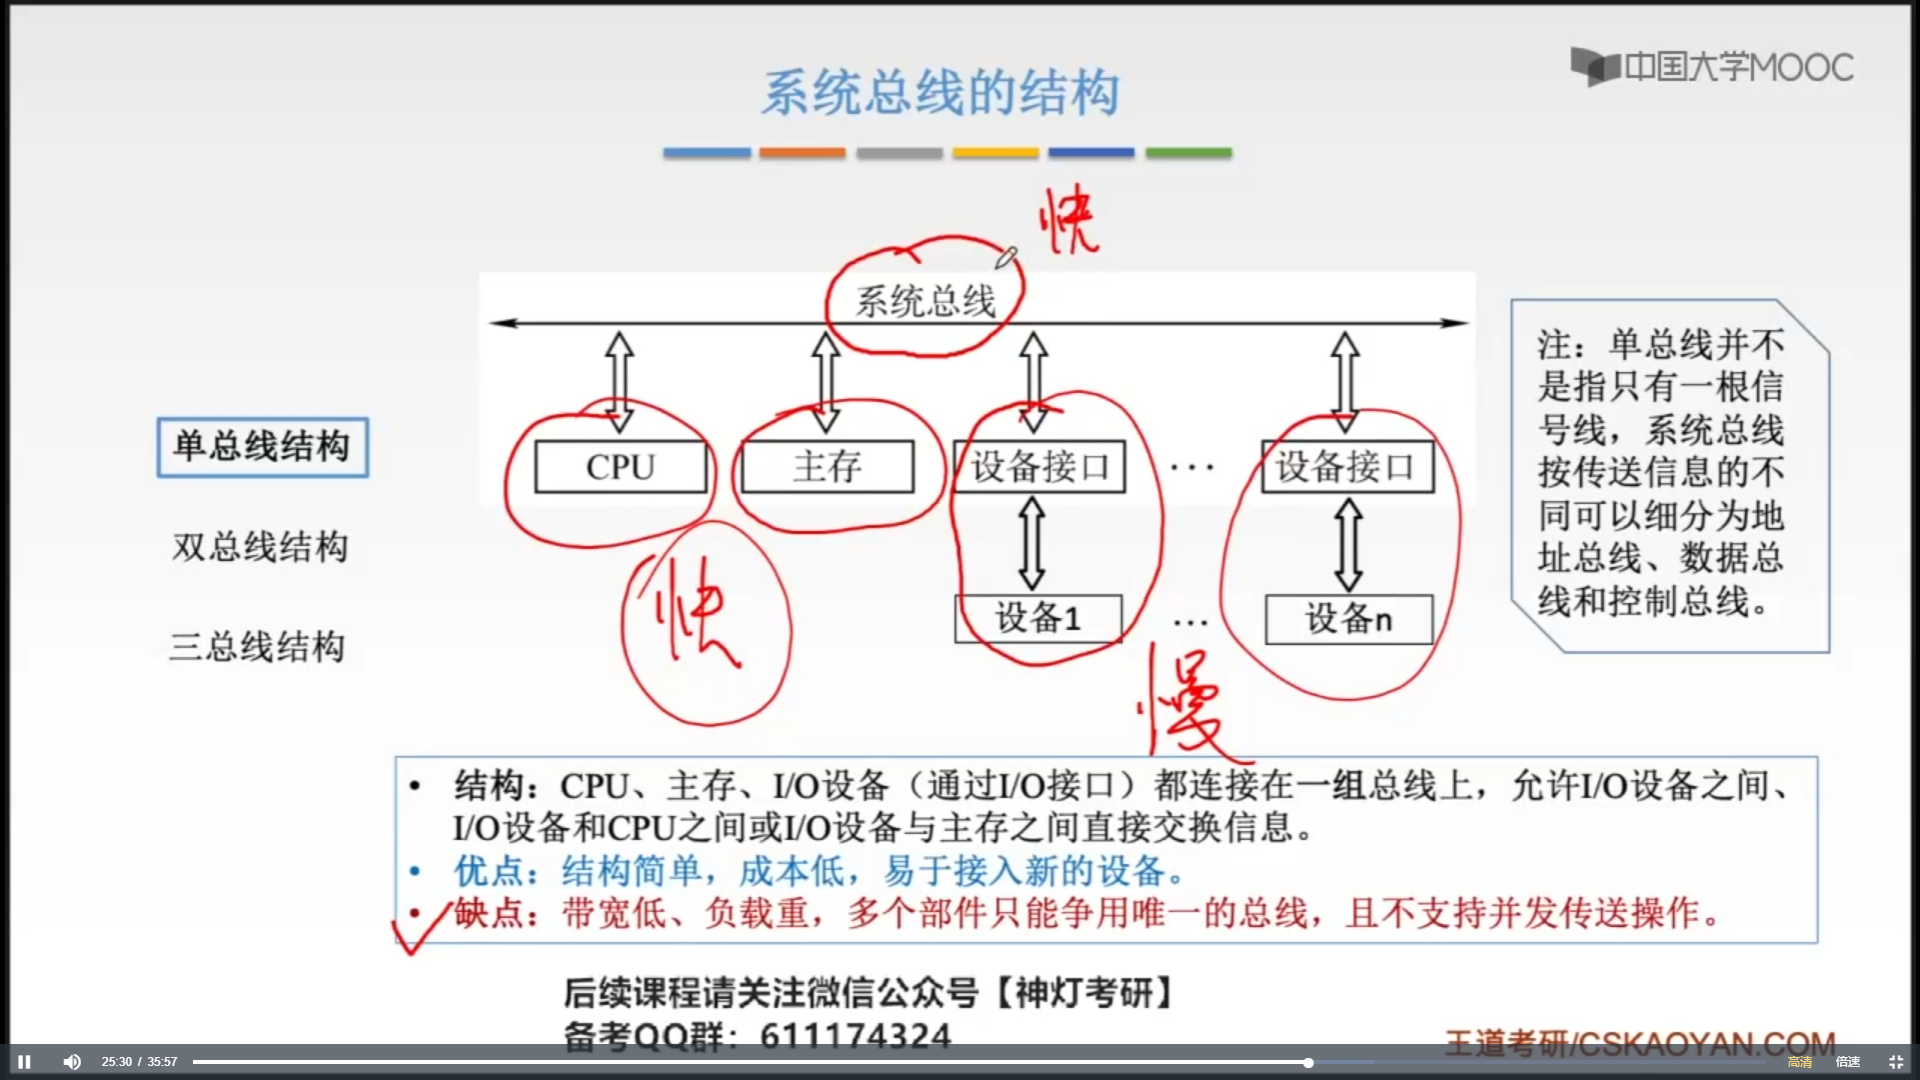 中国大学MOOC
系统总线的结构
快
系统总线
单总线结构
双总线结构
三总线结构
CPU
主存
设备接口
...
设备接口
设备1
...
设备n
快
慢
注：单总线并不
是指只有一根信
号线，系统总线
按传送信息的不
同可以细分为地
址总线、数据总
线和控制总线。
• 结构：CPU、主存、I/O设备（通过I/O接口）都连接在一组总线上，允许I/O设备之间、
I/O设备和CPU之间或I/O设备与主存之间直接交换信息。
• 优点：结构简单，成本低，易于接入新的设备。
• 缺点：带宽低、负载重，多个部件只能争用唯一的总线，且不支持并发传送操作。
后续课程请关注微信公众号【神灯考研】
备考QQ群：611174324
王道考研/CSKAOYAN.COM
25:30 / 35:57
高清
倍速